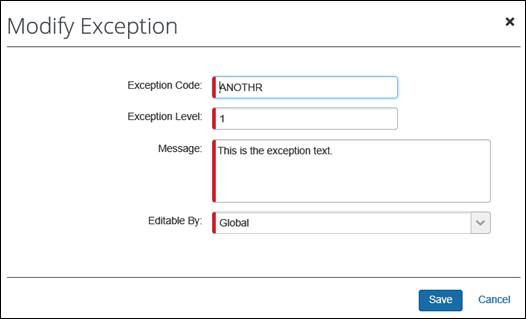 Modify Exception
Exception Code: ANOTHR
Exception Level: 1
Message: This is the exception text.
Editable By: Global
Save Cancel